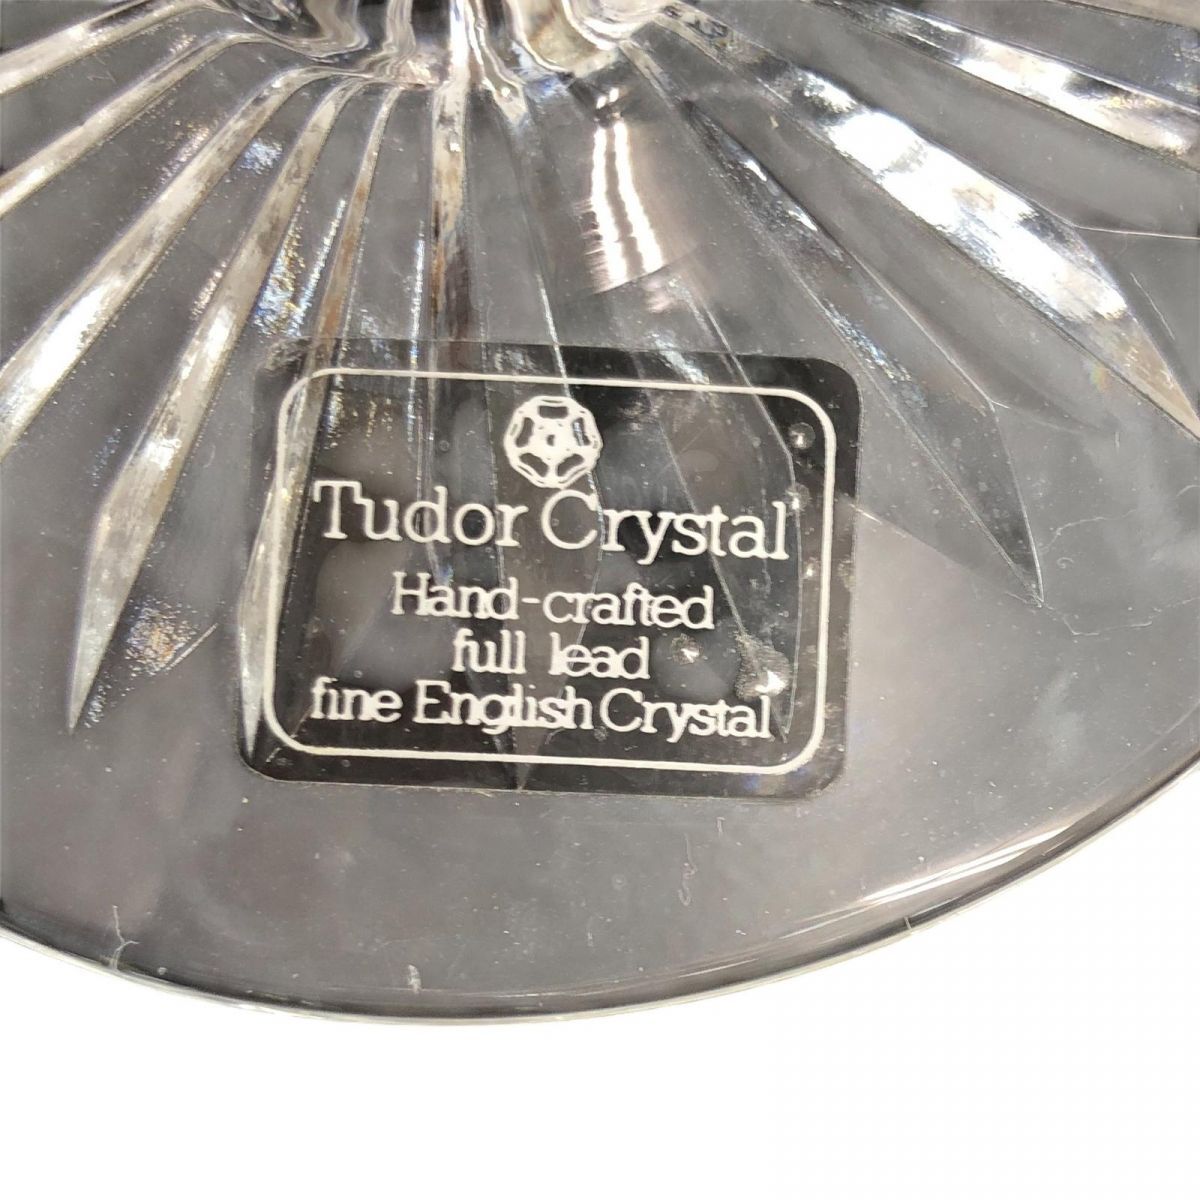 Tudor Crystal
Hand-crafted
full lead
fine English Crystal